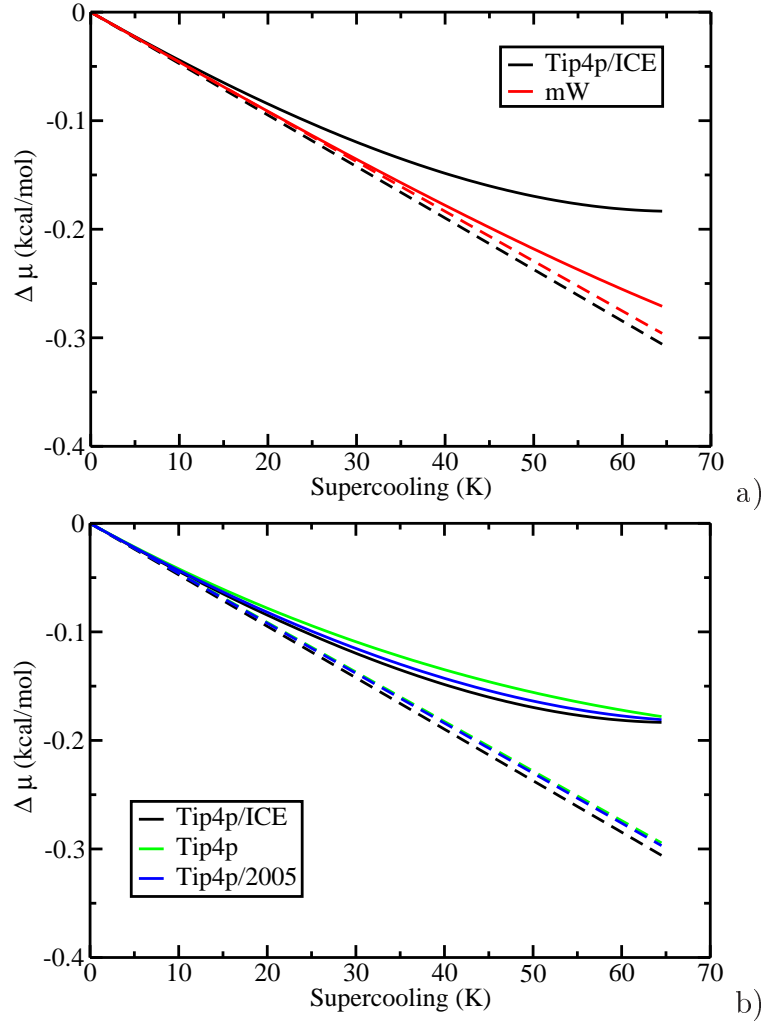 0
-0.1
-0.2
-0.3
-0.4
Δ μ (kcal/mol)
Tip4p/ICE
mW
0 10 20 30 40 50 60 70
Supercooling (K)
a)
0
-0.1
-0.2
-0.3
-0.4
Δ μ (kcal/mol)
Tip4p/ICE
Tip4p
Tip4p/2005
0 10 20 30 40 50 60 70
Supercooling (K)
b)